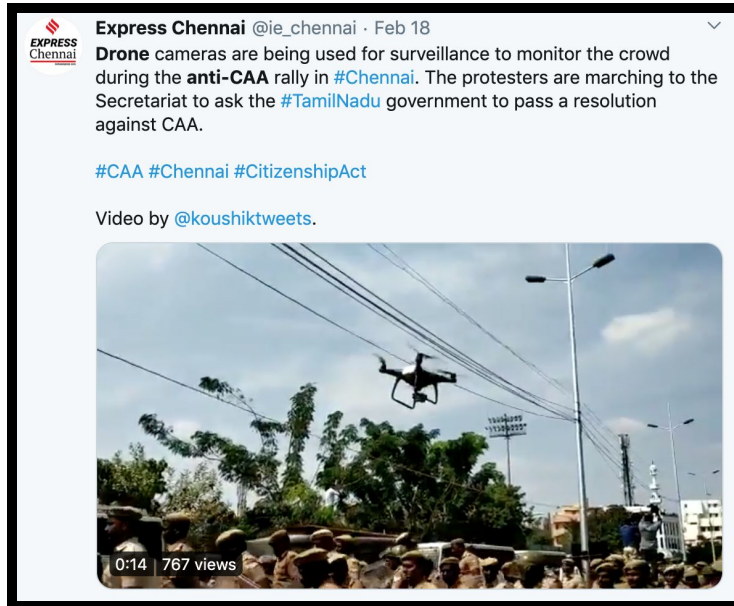 Express Chennai @ie_chennai · Feb 18
EXPRESS
Chennai
Drone cameras are being used for surveillance to monitor the crowd
during the anti-CAA rally in #Chennai. The protesters are marching to the
Secretariat to ask the #TamilNadu government to pass a resolution
against CAA.
#CAA #Chennai #CitizenshipAct
Video by @koushiktweets.
0:14 | 767 views